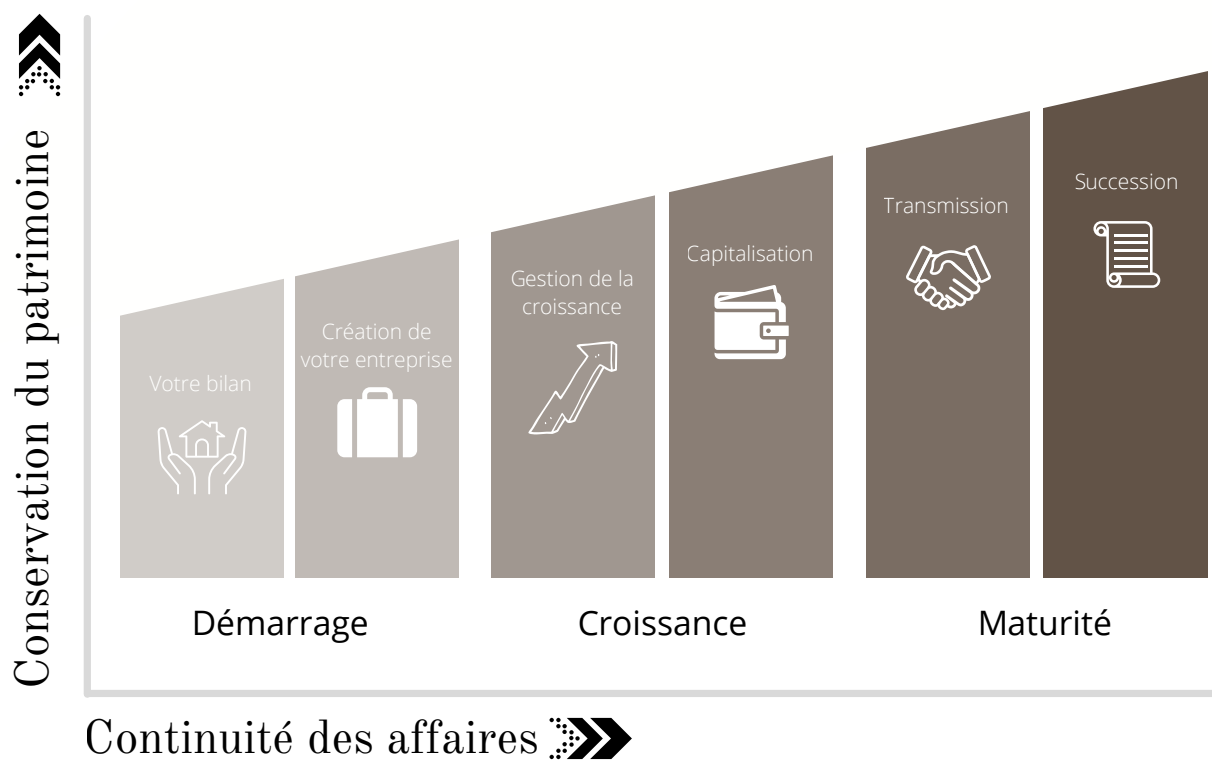 Conservation du patrimoine
Votre bilan
Création de
votre entreprise
Gestion de la
croissance
Capitalisation
Transmission
Succession
Démarrage
Croissance
Maturité
Continuité des affaires